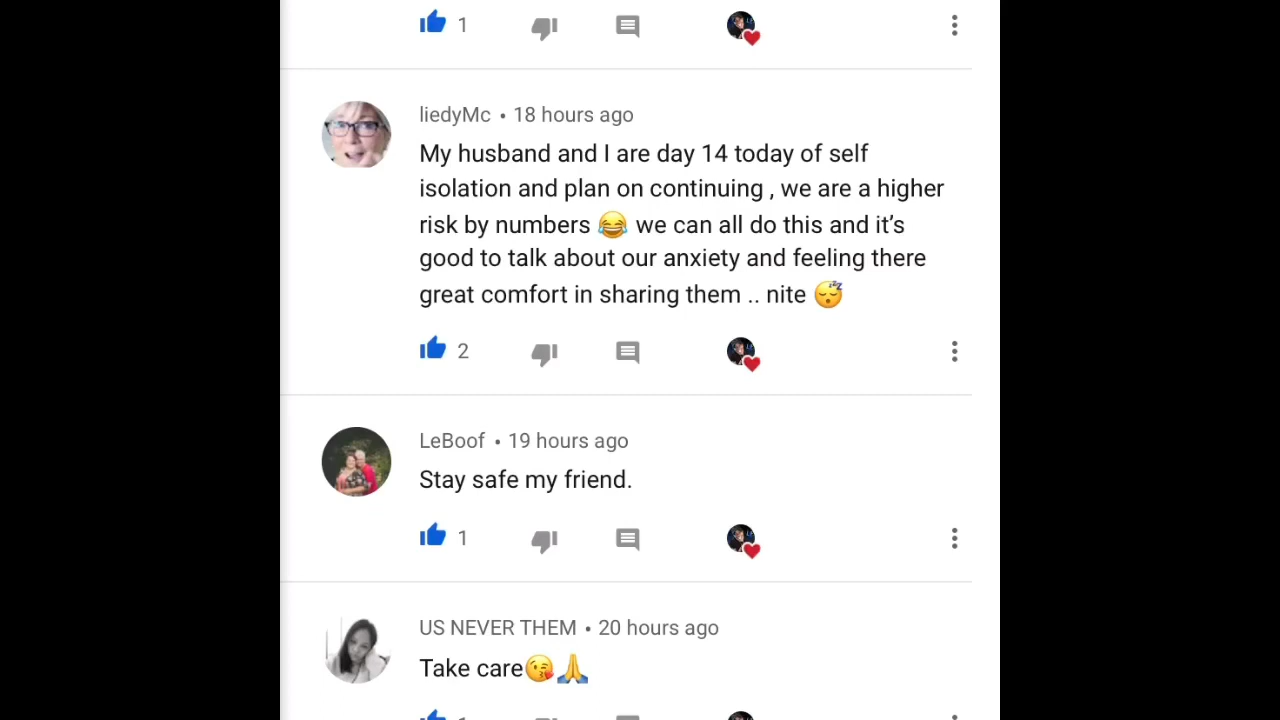 1
liedyMc • 18 hours ago
My husband and I are day 14 today of self
isolation and plan on continuing , we are a higher
risk by numbers 😂 we can all do this and it’s
good to talk about our anxiety and feeling there
great comfort in sharing them .. nite 😴
2
LeBoof • 19 hours ago
Stay safe my friend.
1
US NEVER THEM • 20 hours ago
Take care😘🙏